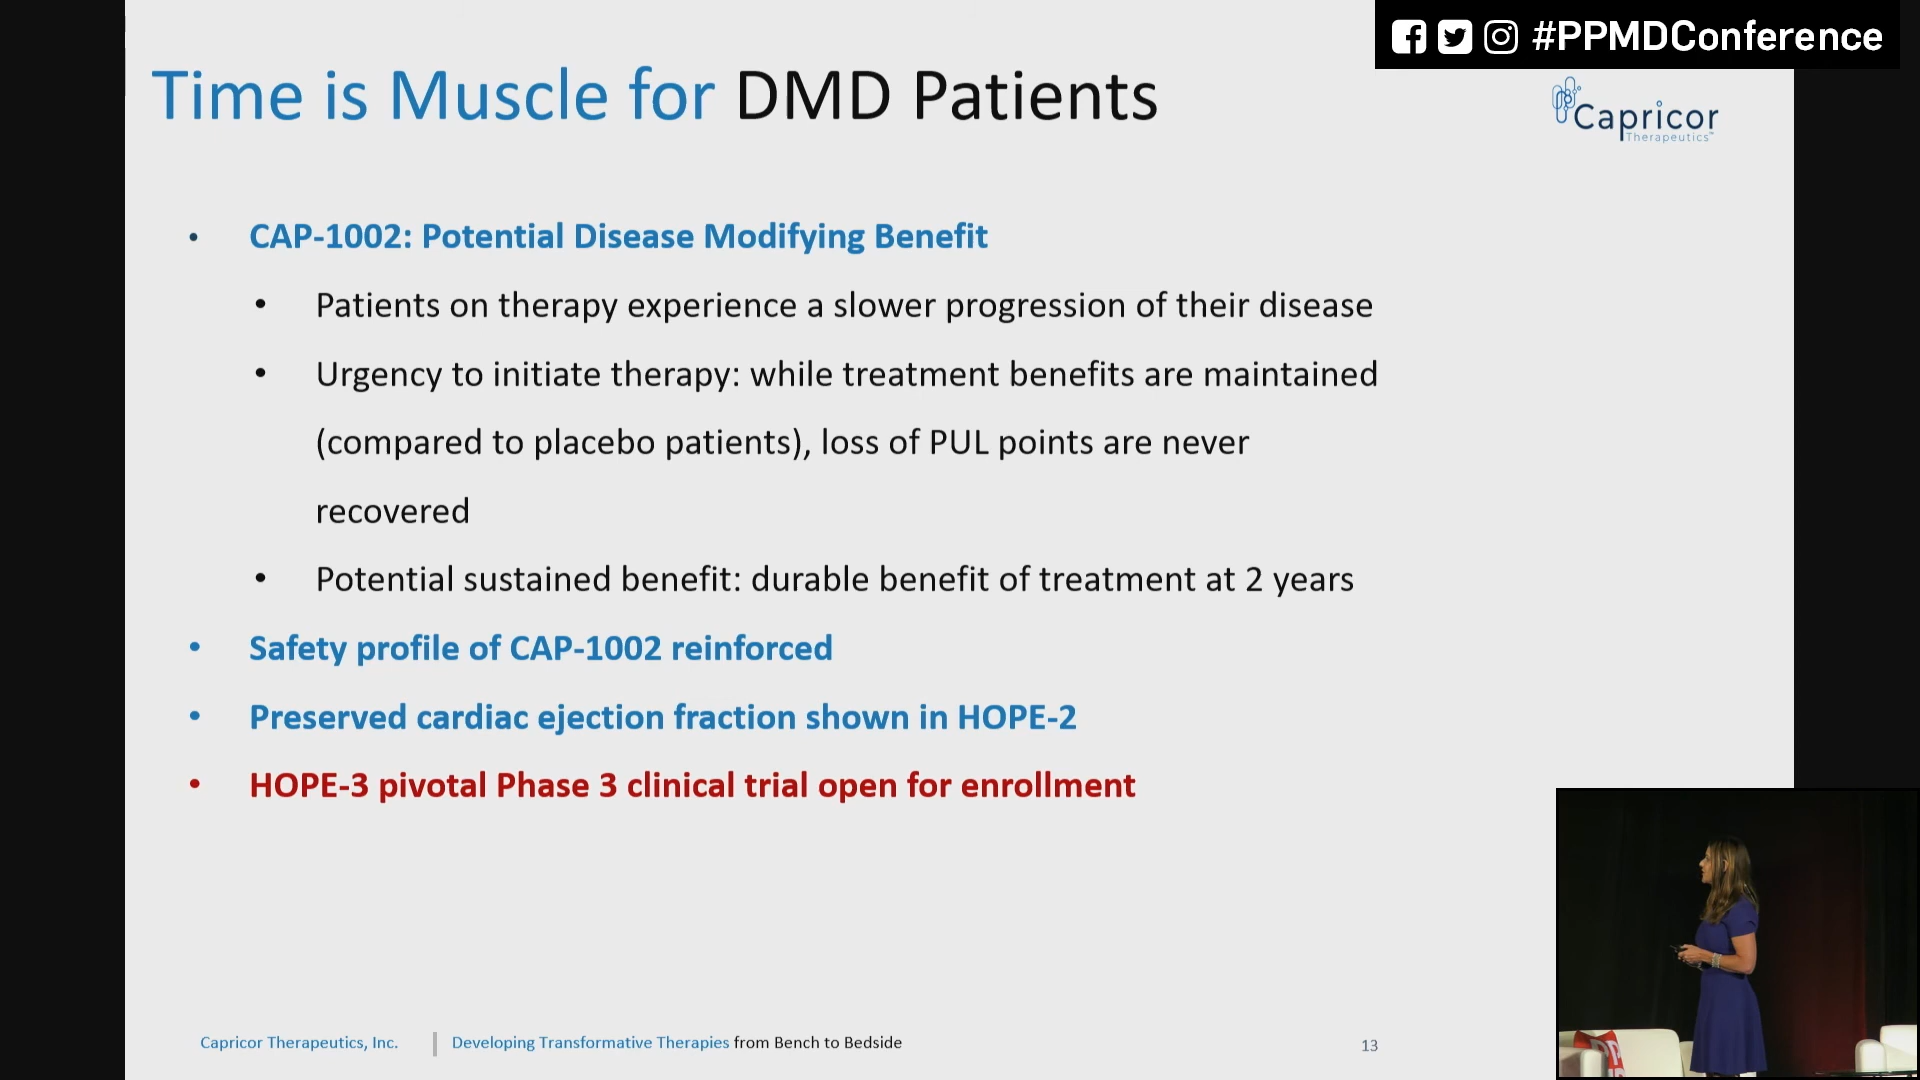 #PPMDConference
Time is Muscle for DMD Patients
Capricor
Therapeutics™
• CAP-1002: Potential Disease Modifying Benefit
• Patients on therapy experience a slower progression of their disease
• Urgency to initiate therapy: while treatment benefits are maintained
(compared to placebo patients), loss of PUL points are never
recovered
• Potential sustained benefit: durable benefit of treatment at 2 years
• Safety profile of CAP-1002 reinforced
• Preserved cardiac ejection fraction shown in HOPE-2
• HOPE-3 pivotal Phase 3 clinical trial open for enrollment
Capricor Therapeutics, Inc. | Developing Transformative Therapies from Bench to Bedside
13